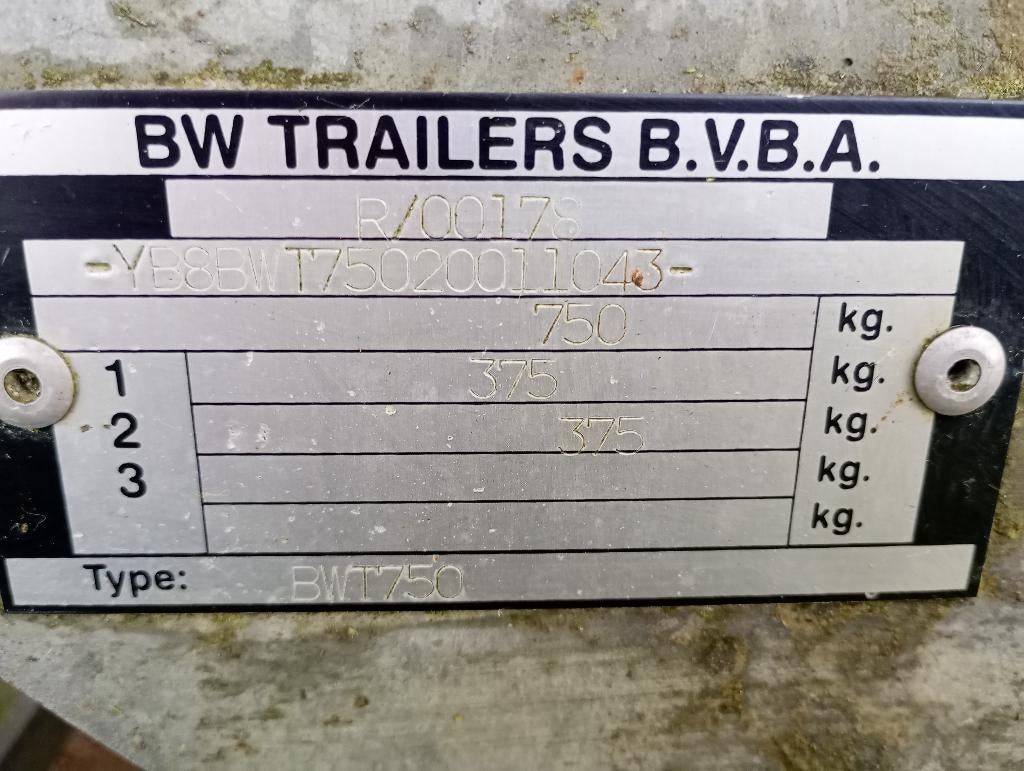 BW TRAILERS B.V.B.A.
R/00178
-YB8BWT75020011043-
750 kg.
1 375 kg.
2 375 kg.
3 kg.
kg.
Type: BWT750